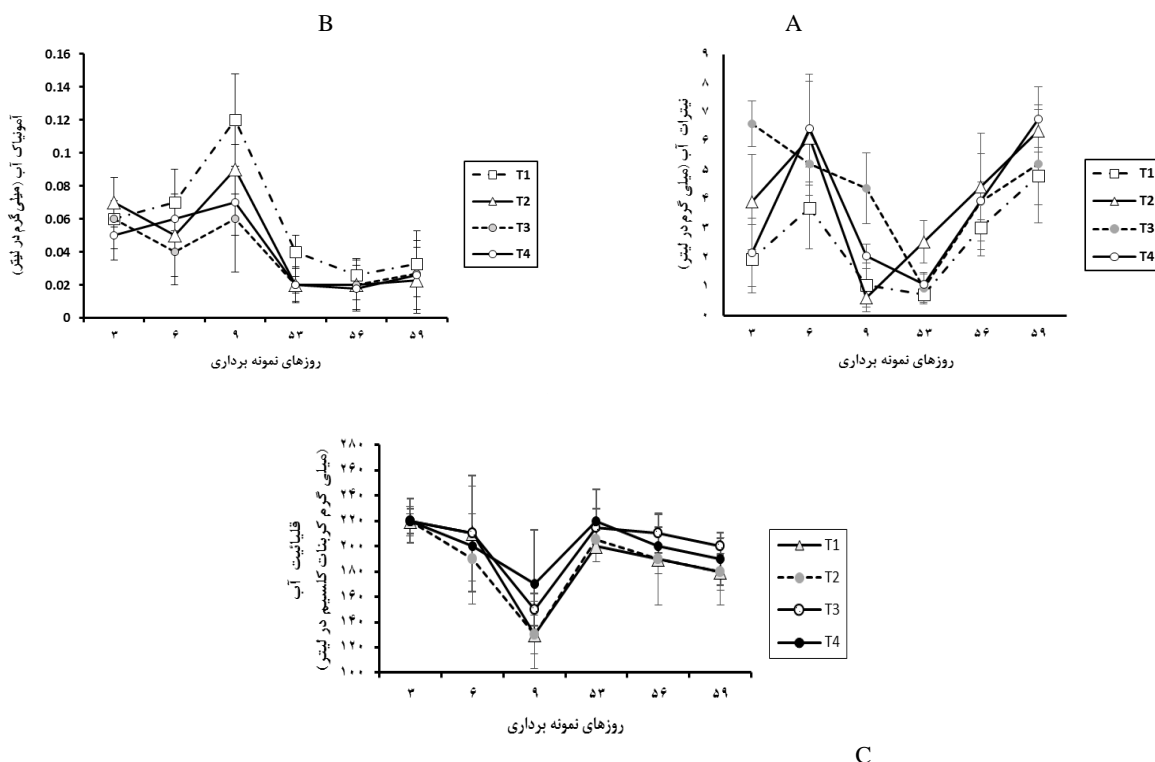 B
A
0.16
0.14
0.12
0.1
0.08
0.06
0.04
0.02
0
آمونیاک آب (میلی گرم در لیتر)
۳ ۶ ۹ ۵۳ ۵۶ ۵۹
روزهای نمونه برداری
T1
T2
T3
T4
۹
۸
۷
۶
۵
۴
۳
۲
۱
۰
نیترات آب (میلی گرم در لیتر)
۳ ۶ ۹ ۵۳ ۵۶ ۵۹
روزهای نمونه برداری
T1
T2
T3
T4
۲۸۰
۲۶۰
۲۴۰
۲۲۰
۲۰۰
۱۸۰
۱۶۰
۱۴۰
۱۲۰
۱۰۰
قلیائیت آب
(میلی گرم کربنات کلسیم در لیتر)
۳ ۶ ۹ ۵۳ ۵۶ ۵۹
روزهای نمونه برداری
T1
T2
T3
T4
C